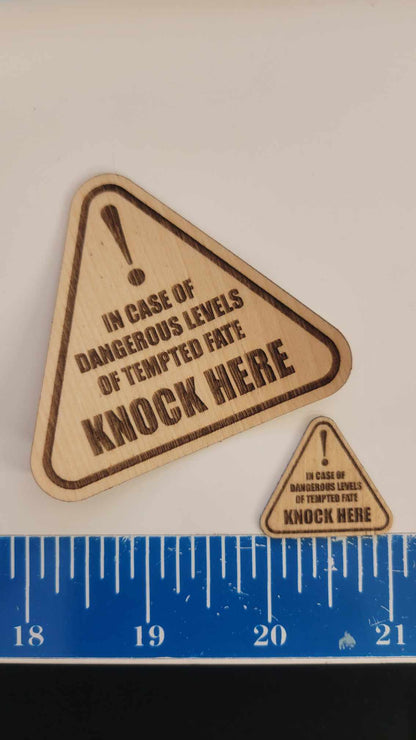 !
IN CASE OF
DANGEROUS LEVELS
OF TEMPTED FATE
KNOCK HERE
!
IN CASE OF
DANGEROUS LEVELS
OF TEMPTED FATE
KNOCK HERE
18 19 20 21